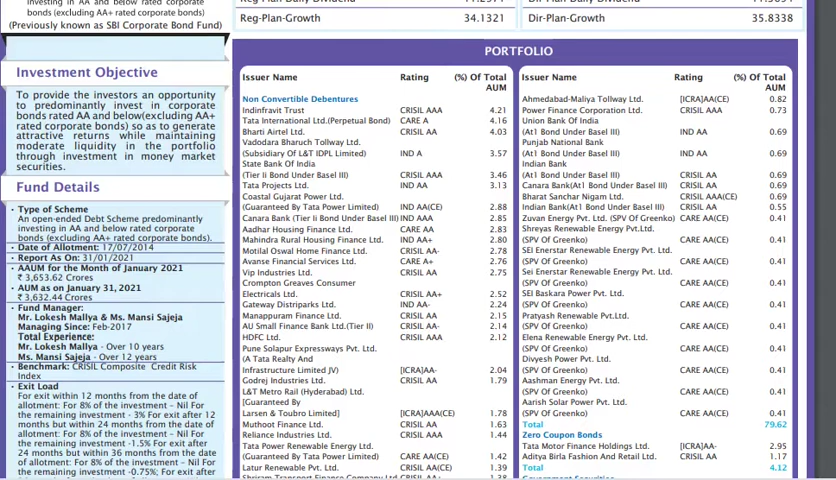 investing in AA and below rated corporate
bonds (excluding AA+ rated corporate bonds)
(Previously known as SBI Corporate Bond Fund)
Investment Objective
To provide the investors an opportunity
to predominantly invest in corporate
bonds rated AA and below(excluding AA+
rated corporate bonds) so as to generate
attractive returns while maintaining
moderate liquidity in the portfolio
through investment in money market
securities.
Fund Details
• Type of Scheme
An open-ended Debt Scheme predominantly
investing in AA and below rated corporate
bonds (excluding AA+ rated corporate bonds).
• Date of Allotment: 17/07/2014
• Report As On: 31/01/2021
• AAUM for the Month of January 2021
₹ 3,653.62 Crores
• AUM as on January 31, 2021
₹ 3,632.44 Crores
• Fund Manager:
Mr. Lokesh Mallya & Ms. Mansi Sajeja
Managing Since: Feb-2017
Total Experience:
Mr. Lokesh Mallya - Over 10 years
Ms. Mansi Sajeja - Over 12 years
• Benchmark: CRISIL Composite Credit Risk
Index
• Exit Load
For exit within 12 months from the date of
allotment: For 8% of the investment – Nil For
the remaining investment - 3% For exit after 12
months but within 24 months from the date of
allotment: For 8% of the investment – Nil For
the remaining investment -1.5% For exit after
24 months but within 36 months from the date
of allotment: For 8% of the investment – Nil For
the remaining investment -0.75%; For exit after
Reg-Plan-Growth 34.1321
Dir-Plan-Growth 35.8338
PORTFOLIO
Issuer Name Rating (%) Of Total
AUM
Non Convertible Debentures
Indinfravit Trust CRISIL AAA 4.21
Tata International Ltd.(Perpetual Bond) CARE A 4.16
Bharti Airtel Ltd. CRISIL AA 4.03
Vadodara Bharuch Tollway Ltd.
(Subsidiary Of L&T IDPL Limited) IND A 3.57
State Bank Of India
(Tier Ii Bond Under Basel III) CRISIL AAA 3.46
Tata Projects Ltd. IND AA 3.13
Coastal Gujarat Power Ltd.
(Guaranteed By Tata Power Limited) IND AA(CE) 2.88
Canara Bank (Tier Ii Bond Under Basel III) IND AAA 2.85
Aadhar Housing Finance Ltd. CARE AA 2.83
Mahindra Rural Housing Finance Ltd. IND AA+ 2.80
Motilal Oswal Home Finance Ltd. CRISIL AA- 2.78
Avanse Financial Services Ltd. CARE A+ 2.76
Vip Industries Ltd. CRISIL AA 2.75
Crompton Greaves Consumer
Electricals Ltd. CRISIL AA+ 2.52
Gateway Distriparks Ltd. IND AA- 2.24
Manappuram Finance Ltd. CRISIL AA 2.15
AU Small Finance Bank Ltd.(Tier II) CRISIL AA- 2.14
HDFC Ltd. CRISIL AAA 2.12
Pune Solapur Expressways Pvt. Ltd.
(A Tata Realty And
Infrastructure Limited JV) [ICRA]AA- 2.04
Godrej Industries Ltd. CRISIL AA 1.79
L&T Metro Rail (Hyderabad) Ltd.
[Guaranteed By
Larsen & Toubro Limited] [ICRA]AAA(CE) 1.78
Muthoot Finance Ltd. CRISIL AA 1.63
Reliance Industries Ltd. CRISIL AAA 1.44
Tata Power Renewable Energy Ltd.
(Guaranteed By Tata Power Limited) CARE AA(CE) 1.42
Latur Renewable Pvt. Ltd. CRISIL AA(CE) 1.39
Shriram Transport Finance Company Ltd CRISIL AA+ 1.38
Issuer Name Rating (%) Of Total
AUM
Ahmedabad-Maliya Tollway Ltd. [ICRA]AA(CE) 0.82
Power Finance Corporation Ltd. CRISIL AAA 0.73
Union Bank Of India
(At1 Bond Under Basel III) IND AA 0.69
Punjab National Bank
(At1 Bond Under Basel III) IND AA 0.69
Indian Bank
(At1 Bond Under Basel III) CRISIL AA 0.69
Canara Bank(At1 Bond Under Basel III) CRISIL AA 0.69
Bharat Sanchar Nigam Ltd. CRISIL AAA(CE) 0.69
Indian Bank(At1 Bond Under Basel III) CRISIL AA 0.55
Zuvan Energy Pvt. Ltd. (SPV Of Greenko) CARE AA(CE) 0.41
Shreyas Renewable Energy Pvt.Ltd.
(SPV Of Greenko) CARE AA(CE) 0.41
SEI Enerstar Renewable Energy Pvt. Ltd.
(SPV Of Greenko) CARE AA(CE) 0.41
Sei Enerstar Renewable Energy Pvt. Ltd.
(SPV Of Greenko) CARE AA(CE) 0.41
SEI Baskara Power Pvt. Ltd.
(SPV Of Greenko) CARE AA(CE) 0.41
Pratyash Renewable Pvt.Ltd.
(SPV Of Greenko) CARE AA(CE) 0.41
Elena Renewable Energy Pvt. Ltd.
(SPV Of Greenko) CARE AA(CE) 0.41
Divyesh Power Pvt. Ltd.
(SPV Of Greenko) CARE AA(CE) 0.41
Aashman Energy Pvt. Ltd.
(SPV Of Greenko) CARE AA(CE) 0.41
Aarish Solar Power Pvt. Ltd.
(SPV Of Greenko) CARE AA(CE) 0.41
Total 79.62
Zero Coupon Bonds
Tata Motor Finance Holdings Ltd. [ICRA]AA- 2.95
Aditya Birla Fashion And Retail Ltd. CRISIL AA 1.17
Total 4.12